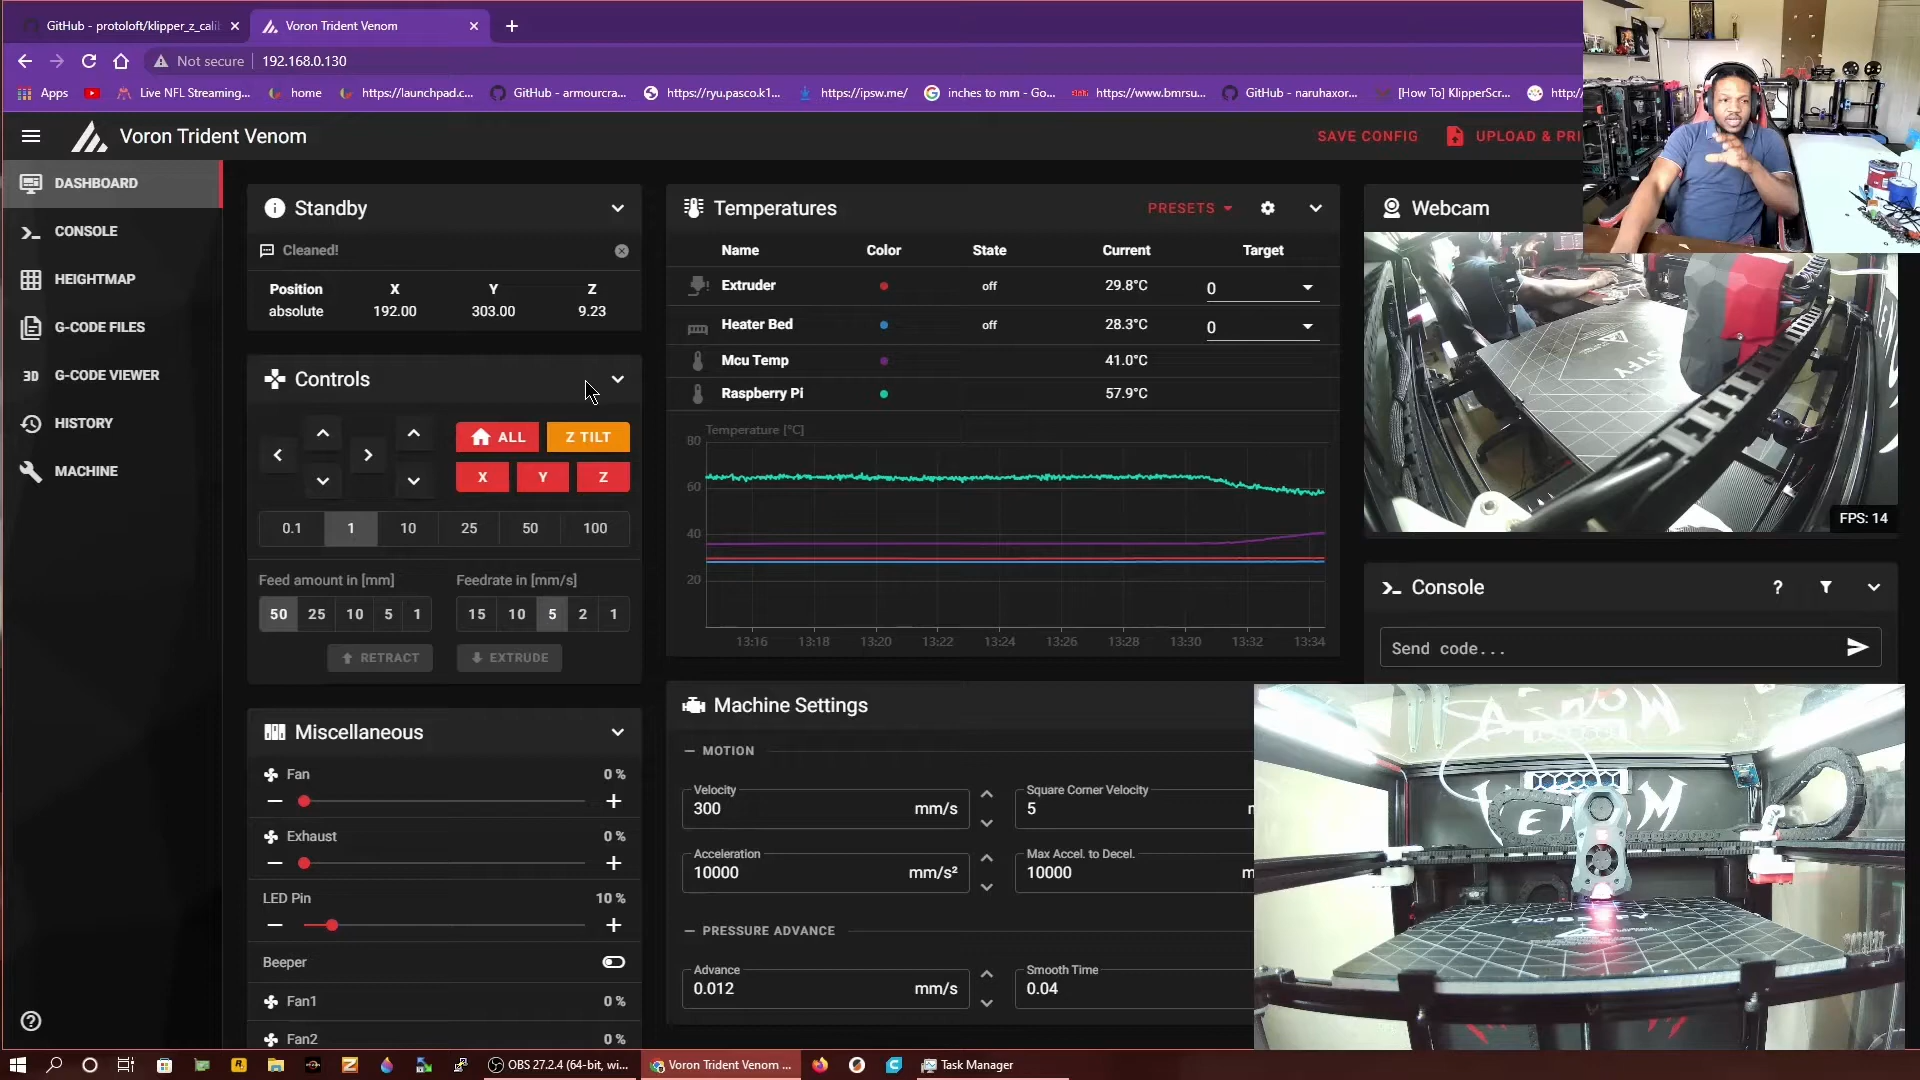 GitHub - protoloft/klipper_z_calib
Voron Trident Venom
Not secure
192.168.0.130
Apps
Live NFL Streaming...
home
https://launchpad.c...
GitHub - armourcra...
https://ryu.pasco.k1...
https://ipsw.me/
inches to mm - Go...
https://www.bmrsu...
GitHub - naruhaxor...
[How To] KlipperScr...
http:/
Voron Trident Venom
SAVE CONFIG
UPLOAD & PRI
DASHBOARD
CONSOLE
HEIGHTMAP
G-CODE FILES
3D G-CODE VIEWER
HISTORY
MACHINE
Standby
Cleaned!
Position X Y Z
absolute 192.00 303.00 9.23
Controls
ALL Z TILT
X Y Z
0.1 1 10 25 50 100
Feed amount in [mm] Feedrate in [mm/s]
50 25 10 5 1 15 10 5 2 1
RETRACT EXTRUDE
Miscellaneous
Fan 0 %
Exhaust 0 %
LED Pin 10 %
Beeper
Fan1 0 %
Fan2 0 %
Temperatures PRESETS
Name Color State Current Target
Extruder off 29.8°C 0
Heater Bed off 28.3°C 0
Mcu Temp 41.0°C
Raspberry Pi 57.9°C
Temperature [°C]
80
60
40
20
13:16 13:18 13:20 13:22 13:24 13:26 13:28 13:30 13:32 13:34
Machine Settings
MOTION
Velocity Square Corner Velocity
300 mm/s 5
Acceleration Max Accel. to Decel.
10000 mm/s² 10000 m
PRESSURE ADVANCE
Advance Smooth Time
0.012 mm/s 0.04
Webcam
FPS: 14
Console
?
Send code...
VENOM
OBS 27.2.4 (64-bit, wi...
Voron Trident Venom ...
Task Manager